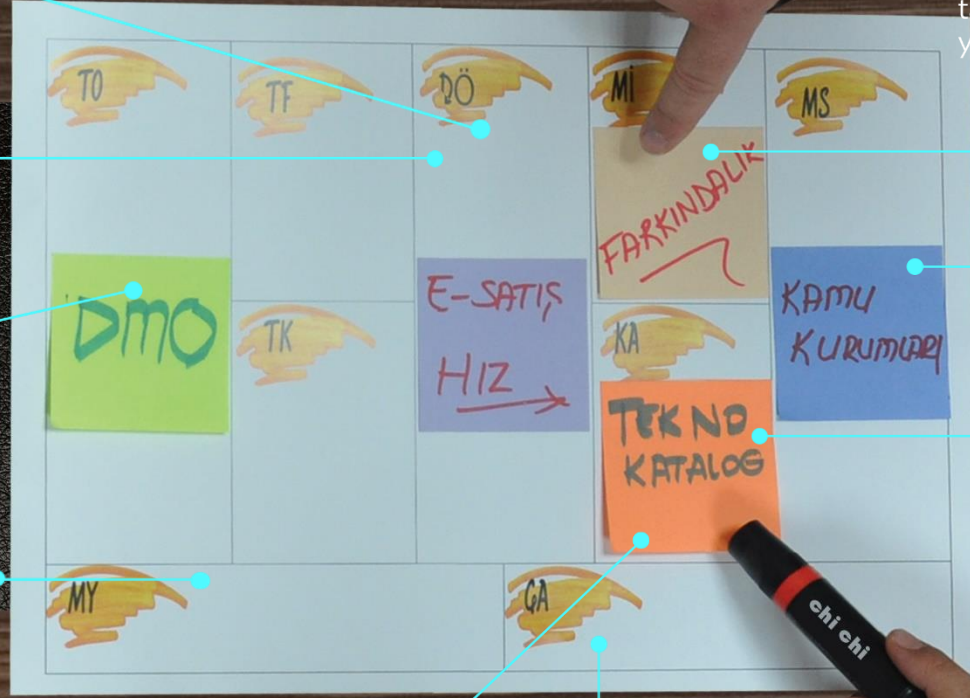 TO
TF
DÖ
Mİ
MS
FARKINDALIK
DMO
TK
E-SATIŞ
HIZ
KA
KAMU
KURUMLARI
TEKNO
KATALOG
MY
GA
chi chi
t
y